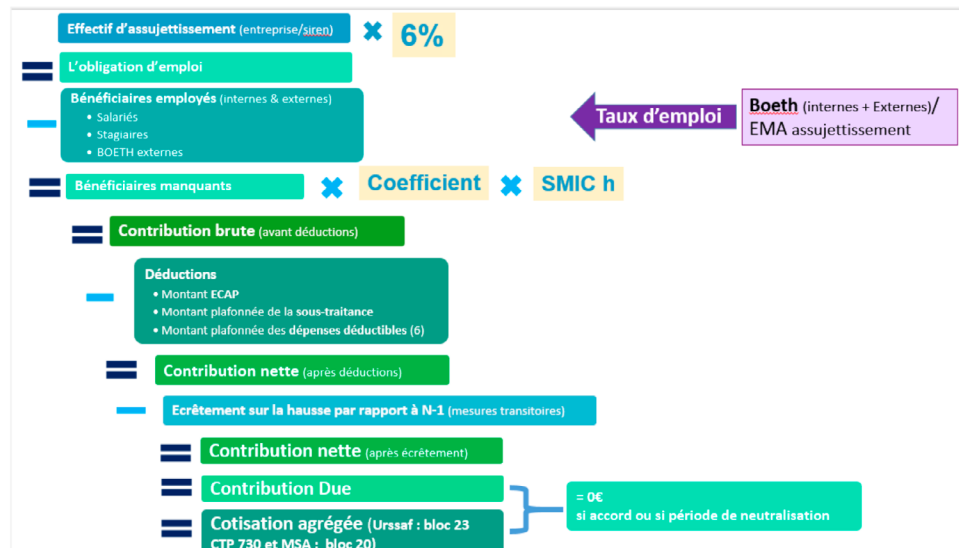 Effectif d'assujettissement (entreprise/siren)
6%
L'obligation d'emploi
Bénéficiaires employés (internes & externes)
• Salariés
• Stagiaires
• BOETH externes
Taux d'emploi
Boeth (internes + Externes)/
EMA assujettissement
Bénéficiaires manquants
Coefficient
SMIC h
Contribution brute (avant déductions)
Déductions
• Montant ECAP
• Montant plafonnée de la sous-traitance
• Montant plafonnée des dépenses déductibles (6)
Contribution nette (après déductions)
Ecrêtement sur la hausse par rapport à N-1 (mesures transitoires)
Contribution nette (après écrêtement)
Contribution Due
= 0€
si accord ou si période de neutralisation
Cotisation agrégée (Urssaf : bloc 23
CTP 730 et MSA : bloc 20)